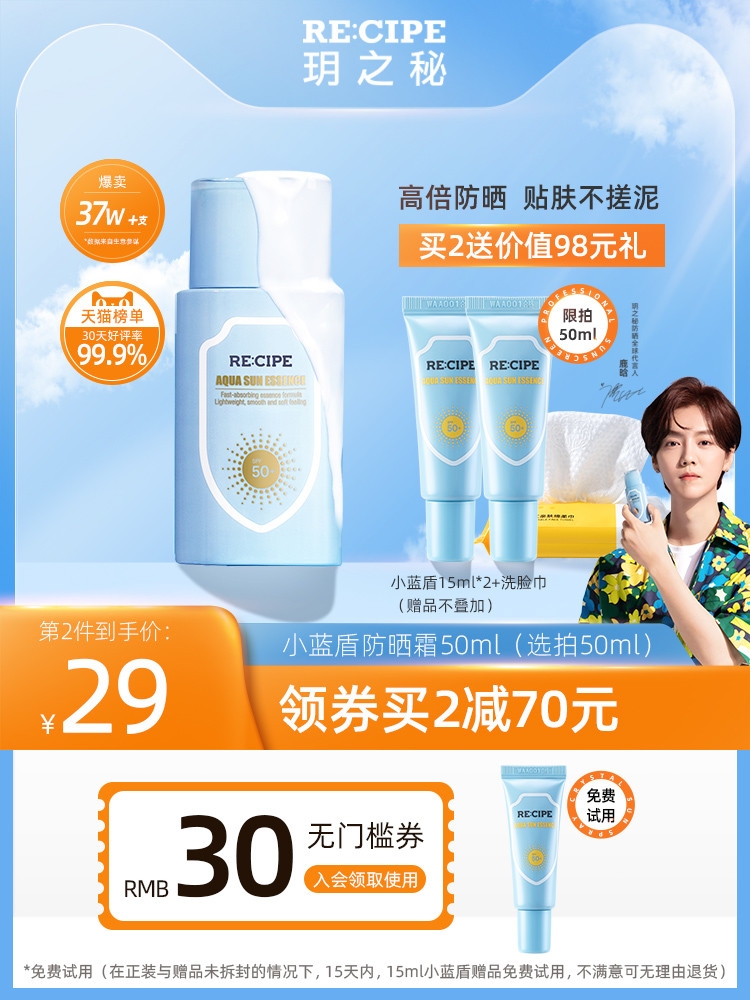 RE:CIPE
玥之秘
爆卖
37W+支
*数据来自生意参谋
天猫榜单
30天好评率
99.9%
高倍防晒 贴肤不搓泥
买2送价值98元礼
RE:CIPE
AQUA SUN ESSENCE
Fast-absorbing essence formula
Lightweight, smooth and soft feeling
SPF
50+
RE:CIPE
AQUA SUN ESSENCE
SPF
50+
RE:CIPE
AQUA SUN ESSENCE
SPF
50+
PROFESSIONAL SUNSCREEN
限拍
50ml
玥之秘防晒全球代言人
鹿晗
小蓝盾15ml*2+洗脸巾
（赠品不叠加）
第2件到手价：
¥29
小蓝盾防晒霜50ml（选拍50ml）
领券买2减70元
RMB 30
无门槛券
入会领取使用
RE:CIPE
50+
CRYSTAL SUN SPRAY
免费
试用
*免费试用（在正装与赠品未拆封的情况下，15天内，15ml小蓝盾赠品免费试用，不满意可无理由退货）